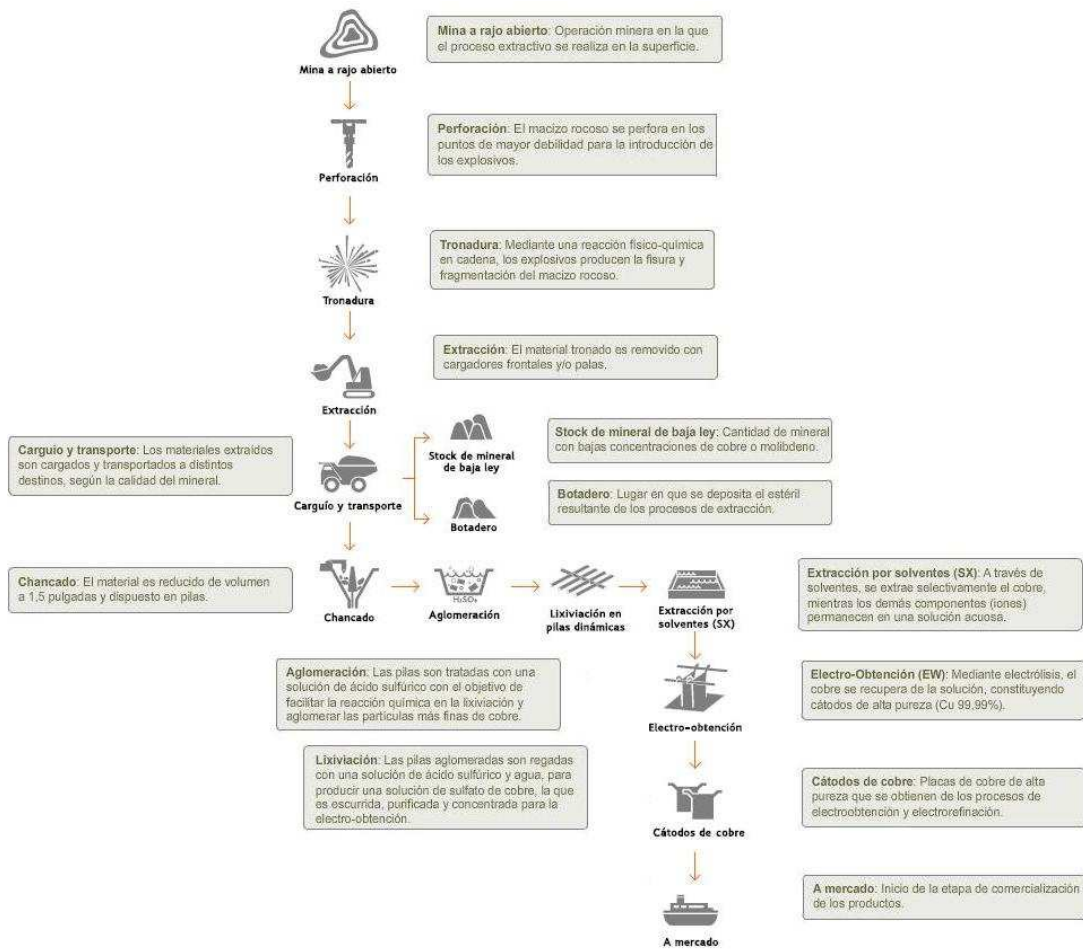 Mina a rajo abierto
Mina a rajo abierto: Operación minera en la que
el proceso extractivo se realiza en la superficie.
Perforación
Perforación: El macizo rocoso se perfora en los
puntos de mayor debilidad para la introducción de
los explosivos.
Tronadura
Tronadura: Mediante una reacción físico-química
en cadena, los explosivos producen la fisura y
fragmentación del macizo rocoso.
Extracción
Extracción: El material tronado es removido con
cargadores frontales y/o palas.
Carguío y transporte: Los materiales extraídos
son cargados y transportados a distintos
destinos, según la calidad del mineral.
Carguío y transporte
Stock de mineral
de baja ley
Stock de mineral de baja ley: Cantidad de mineral
con bajas concentraciones de cobre o molibdeno.
Botadero
Botadero: Lugar en que se deposita el estéril
resultante de los procesos de extracción.
Chancado: El material es reducido de volumen
a 1,5 pulgadas y dispuesto en pilas.
Chancado
H₂SO₄
Aglomeración
Lixiviación en
pilas dinámicas
Extracción por
solventes (SX)
Extracción por solventes (SX): A través de
solventes, se extrae selectivamente el cobre,
mientras los demás componentes (iones)
permanecen en una solución acuosa.
Aglomeración: Las pilas son tratadas con una
solución de ácido sulfúrico con el objetivo de
facilitar la reacción química en la lixiviación y
aglomerar las partículas más finas de cobre.
Electro-obtención
Electro-Obtención (EW): Mediante electrólisis, el
cobre se recupera de la solución, constituyendo
cátodos de alta pureza (Cu 99,99%).
Lixiviación: Las pilas aglomeradas son regadas
con una solución de ácido sulfúrico y agua, para
producir una solución de sulfato de cobre, la que
es escurrida, purificada y concentrada para la
electro-obtención.
Cátodos de cobre
Cátodos de cobre: Placas de cobre de alta
pureza que se obtienen de los procesos de
electroobtención y electrorefinación.
A mercado
A mercado: Inicio de la etapa de comercialización
de los productos.